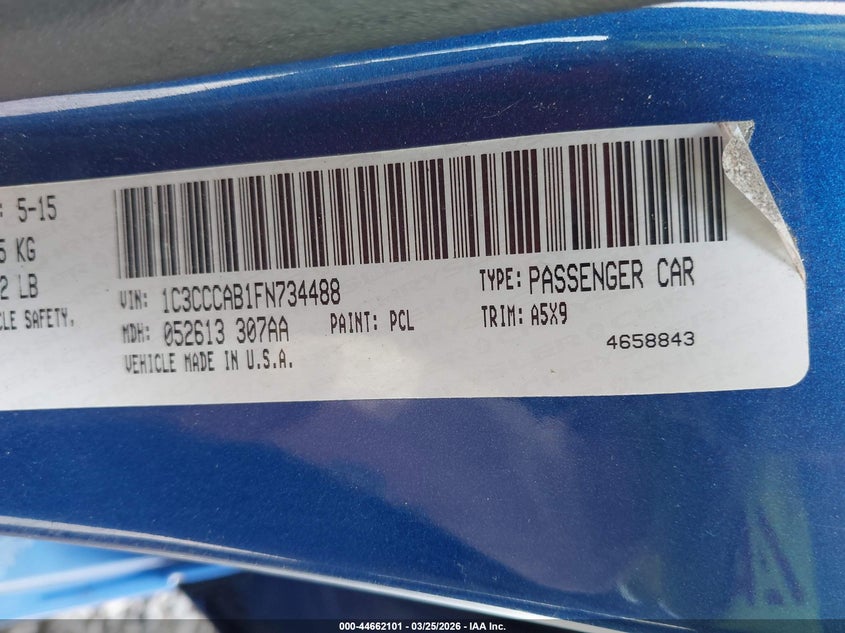 : 5-15
5 KG
2 LB
CLE SAFETY,
VIN: 1C3CCCAB1FN734488
TYPE: PASSENGER CAR
MDH: 052613 307AA PAINT: PCL TRIM: A5X9
VEHICLE MADE IN U.S.A.
4658843
000-44662101 - 03/25/2026 - IAA Inc.